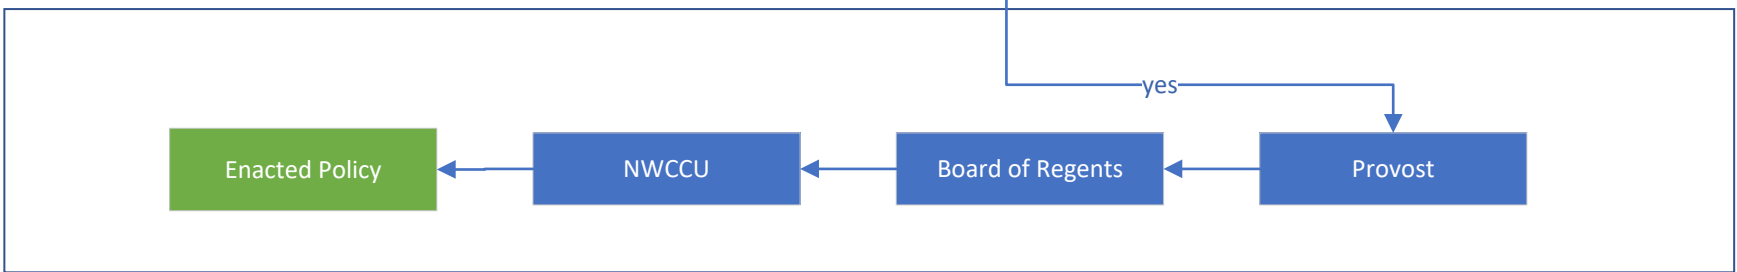 yes
Enacted Policy
NWCCU
Board of Regents
Provost